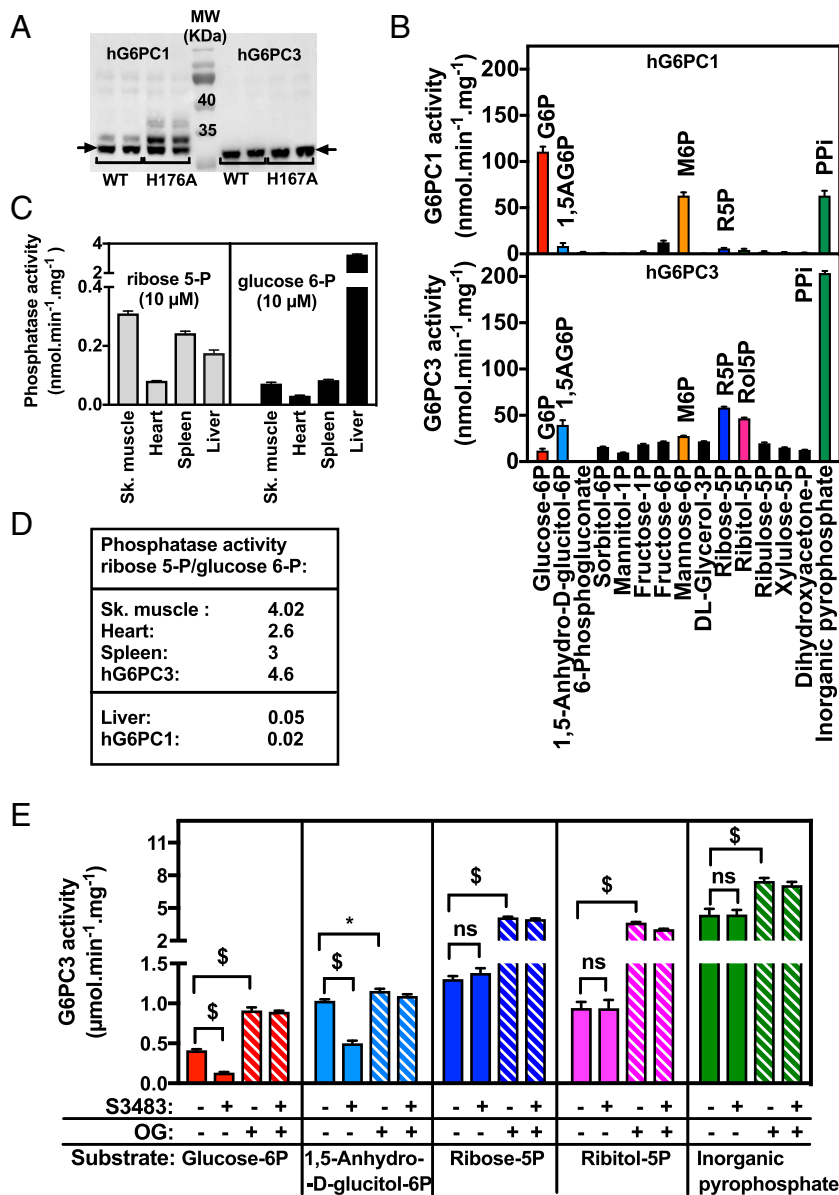 A
MW
(KDa)
hG6PC1
hG6PC3
40
35
WT
H176A
WT
H167A
B
hG6PC1
G6PC1 activity
(nmol.min-1.mg-1)
200
150
100
50
0
G6P
1,5AG6P
M6P
R5P
PPi
hG6PC3
G6PC3 activity
(nmol.min-1.mg-1)
200
150
100
50
0
G6P
1,5AG6P
M6P
R5P
Rol5P
PPi
Glucose-6P
1,5-Anhydro-D-glucitol-6P
6-Phosphogluconate
Sorbitol-6P
Mannitol-1P
Fructose-1P
Fructose-6P
Mannose-6P
DL-Glycerol-3P
Ribose-5P
Ribitol-5P
Ribulose-5P
Xylulose-5P
Dihydroxyacetone-P
Inorganic pyrophosphate
C
Phosphatase activity
(nmol.min-1.mg-1)
4
2
0.4
0.2
0.0
ribose 5-P
(10 µM)
glucose 6-P
(10 µM)
Sk. muscle
Heart
Spleen
Liver
Sk. muscle
Heart
Spleen
Liver
D
Phosphatase activity
ribose 5-P/glucose 6-P:
Sk. muscle : 4.02
Heart: 2.6
Spleen: 3
hG6PC3: 4.6
Liver: 0.05
hG6PC1: 0.02
E
G6PC3 activity
(µmol.min-1.mg-1)
11
8
5
2
1.5
1.0
0.5
0.0
$
$
*
$
$
ns
$
ns
$
ns
S3483: - + - + - + - + - + - + - + - + - + - +
OG: - - + + - - + + - - + + - - + + - - + +
Substrate: Glucose-6P 1,5-Anhydro- Ribose-5P Ribitol-5P Inorganic
-D-glucitol-6P pyrophosphate